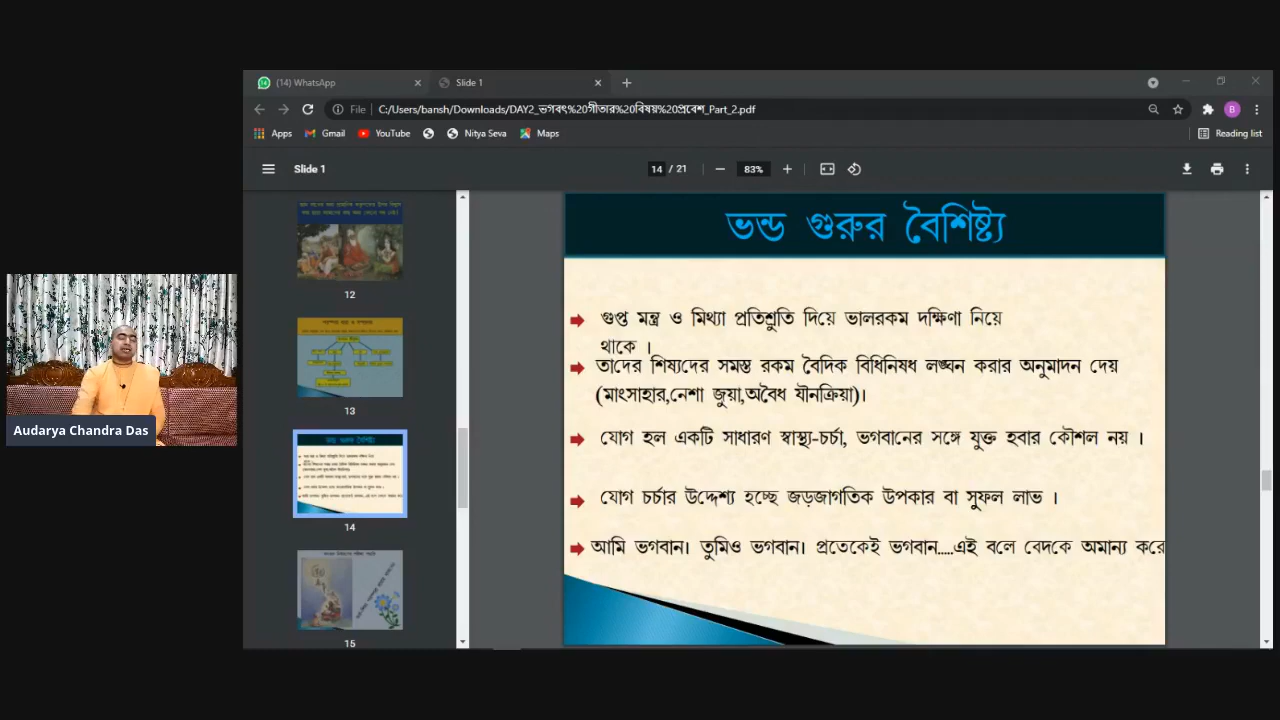 (14) WhatsApp
Slide 1
File
C:/Users/bansh/Downloads/DAY2_ভগবৎ%20গীতার%20বিষয়%20প্রবেশ_Part_2.pdf
B
Apps
Gmail
YouTube
Nitya Seva
Maps
Reading list
Slide 1
14 / 21
83%
ভন্ড গুরুর বৈশিষ্ট্য
গুপ্ত মন্ত্র ও মিথ্যা প্রতিশ্রুতি দিয়ে ভালরকম দক্ষিণা নিয়ে
থাকে ।
তাদের শিষ্যদের সমস্ত রকম বৈদিক বিধিনিষধ লঙ্ঘন করার অনুমাদন দেয়
(মাংসাহার,নেশা জুয়া,অবৈধ যৌনক্রিয়া)।
যোগ হল একটি সাধারণ স্বাস্থ্য-চর্চা, ভগবানের সঙ্গে যুক্ত হবার কৌশল নয় ।
যোগ চর্চার উদ্দেশ্য হচ্ছে জড়জাগতিক উপকার বা সুফল লাভ ।
আমি ভগবান। তুমিও ভগবান। প্রতেকেই ভগবান.....এই বলে বেদকে অমান্য করে
12
13
14
15
Audarya Chandra Das